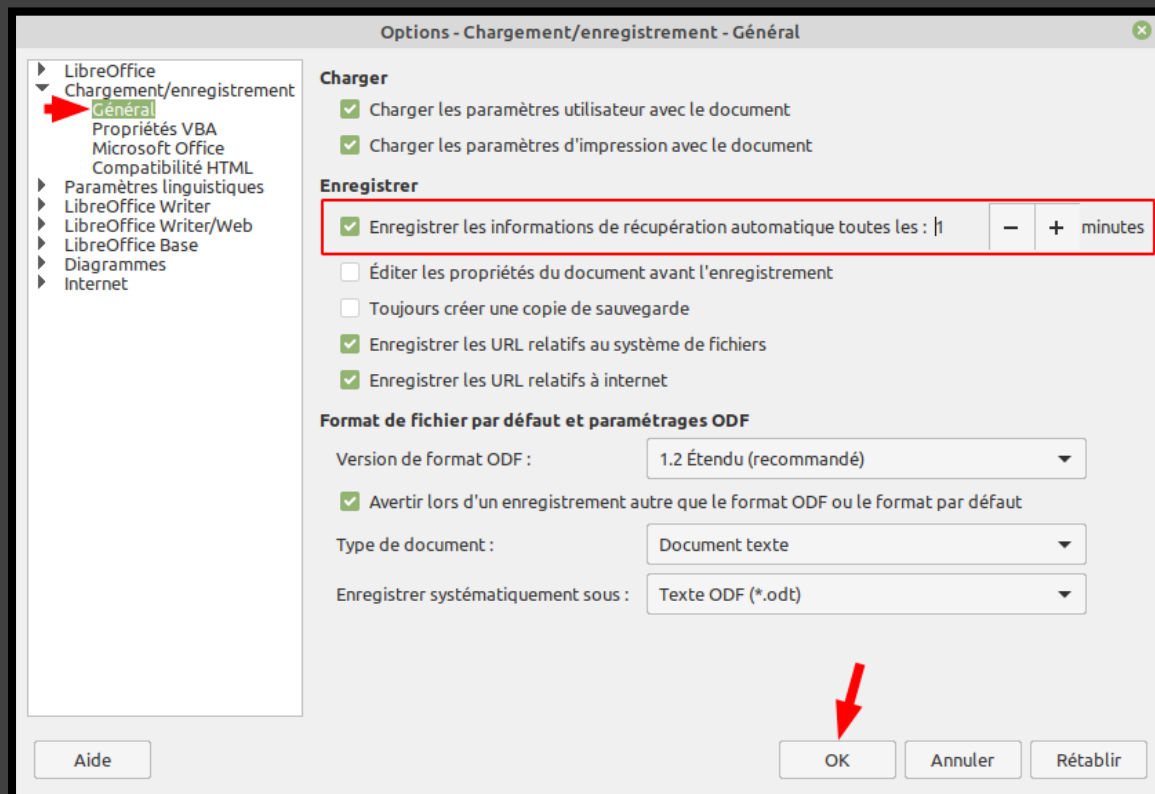 Options - Chargement/enregistrement - Général
LibreOffice
Chargement/enregistrement
Général
Propriétés VBA
Microsoft Office
Compatibilité HTML
Paramètres linguistiques
LibreOffice Writer
LibreOffice Writer/Web
LibreOffice Base
Diagrammes
Internet
Charger
Charger les paramètres utilisateur avec le document
Charger les paramètres d'impression avec le document
Enregistrer
Enregistrer les informations de récupération automatique toutes les : 1 − + minutes
Éditer les propriétés du document avant l'enregistrement
Toujours créer une copie de sauvegarde
Enregistrer les URL relatifs au système de fichiers
Enregistrer les URL relatifs à internet
Format de fichier par défaut et paramétrages ODF
Version de format ODF : 1.2 Étendu (recommandé)
Avertir lors d'un enregistrement autre que le format ODF ou le format par défaut
Type de document : Document texte
Enregistrer systématiquement sous : Texte ODF (*.odt)
Aide OK Annuler Rétablir